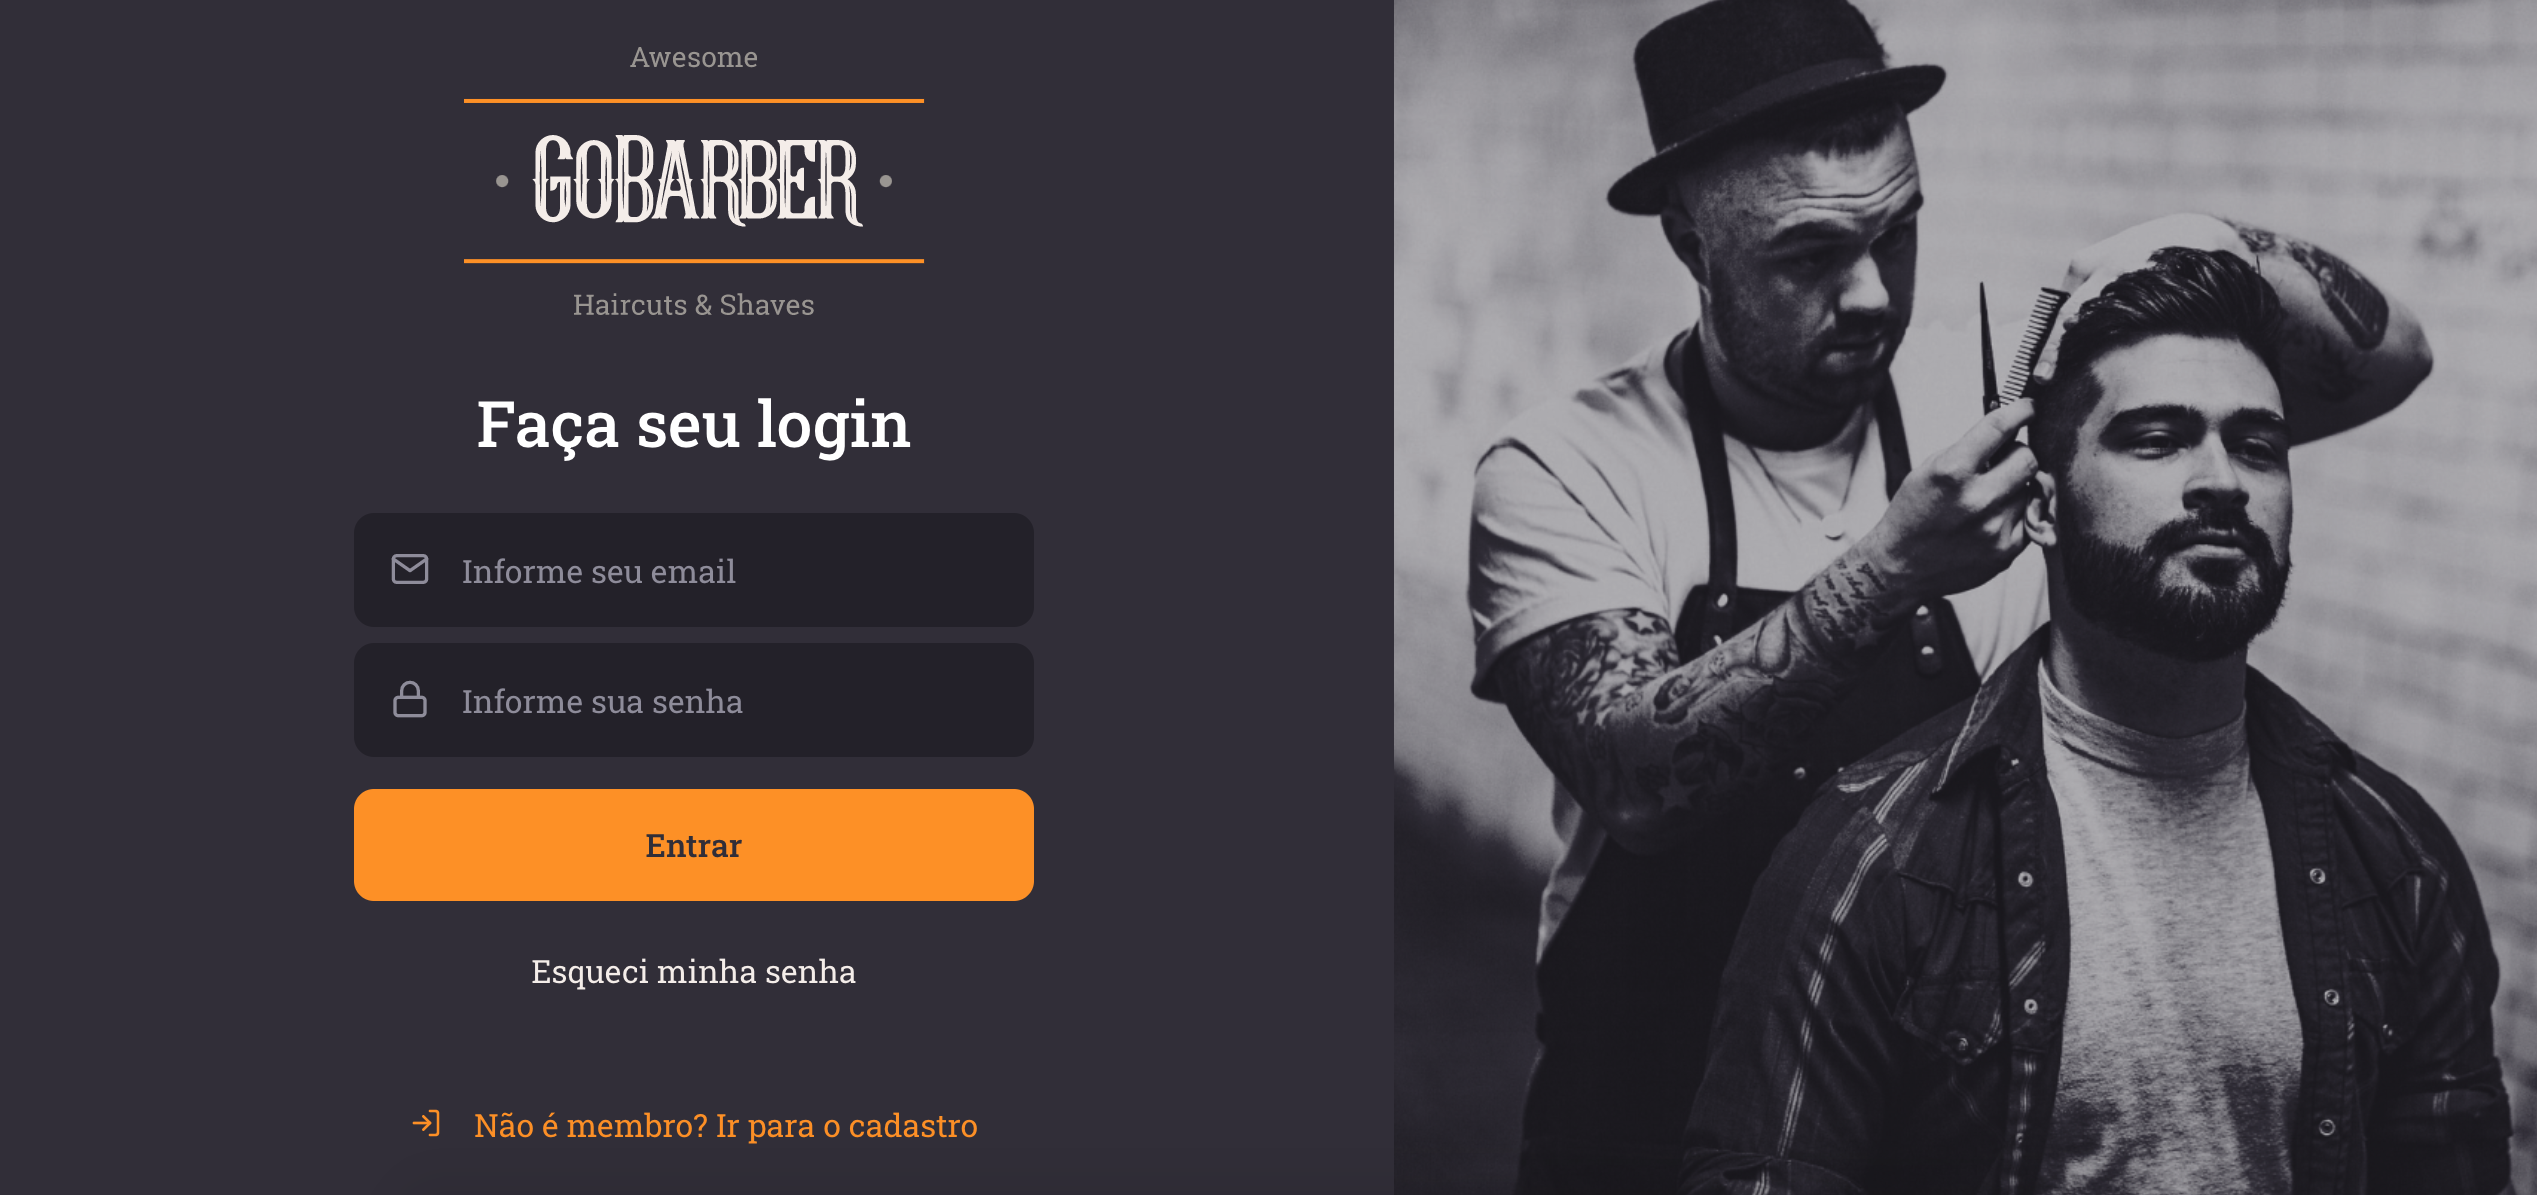 Awesome
GOBARBER
Haircuts & Shaves
Faça seu login
Informe seu email
Informe sua senha
Entrar
Esqueci minha senha
Não é membro? Ir para o cadastro